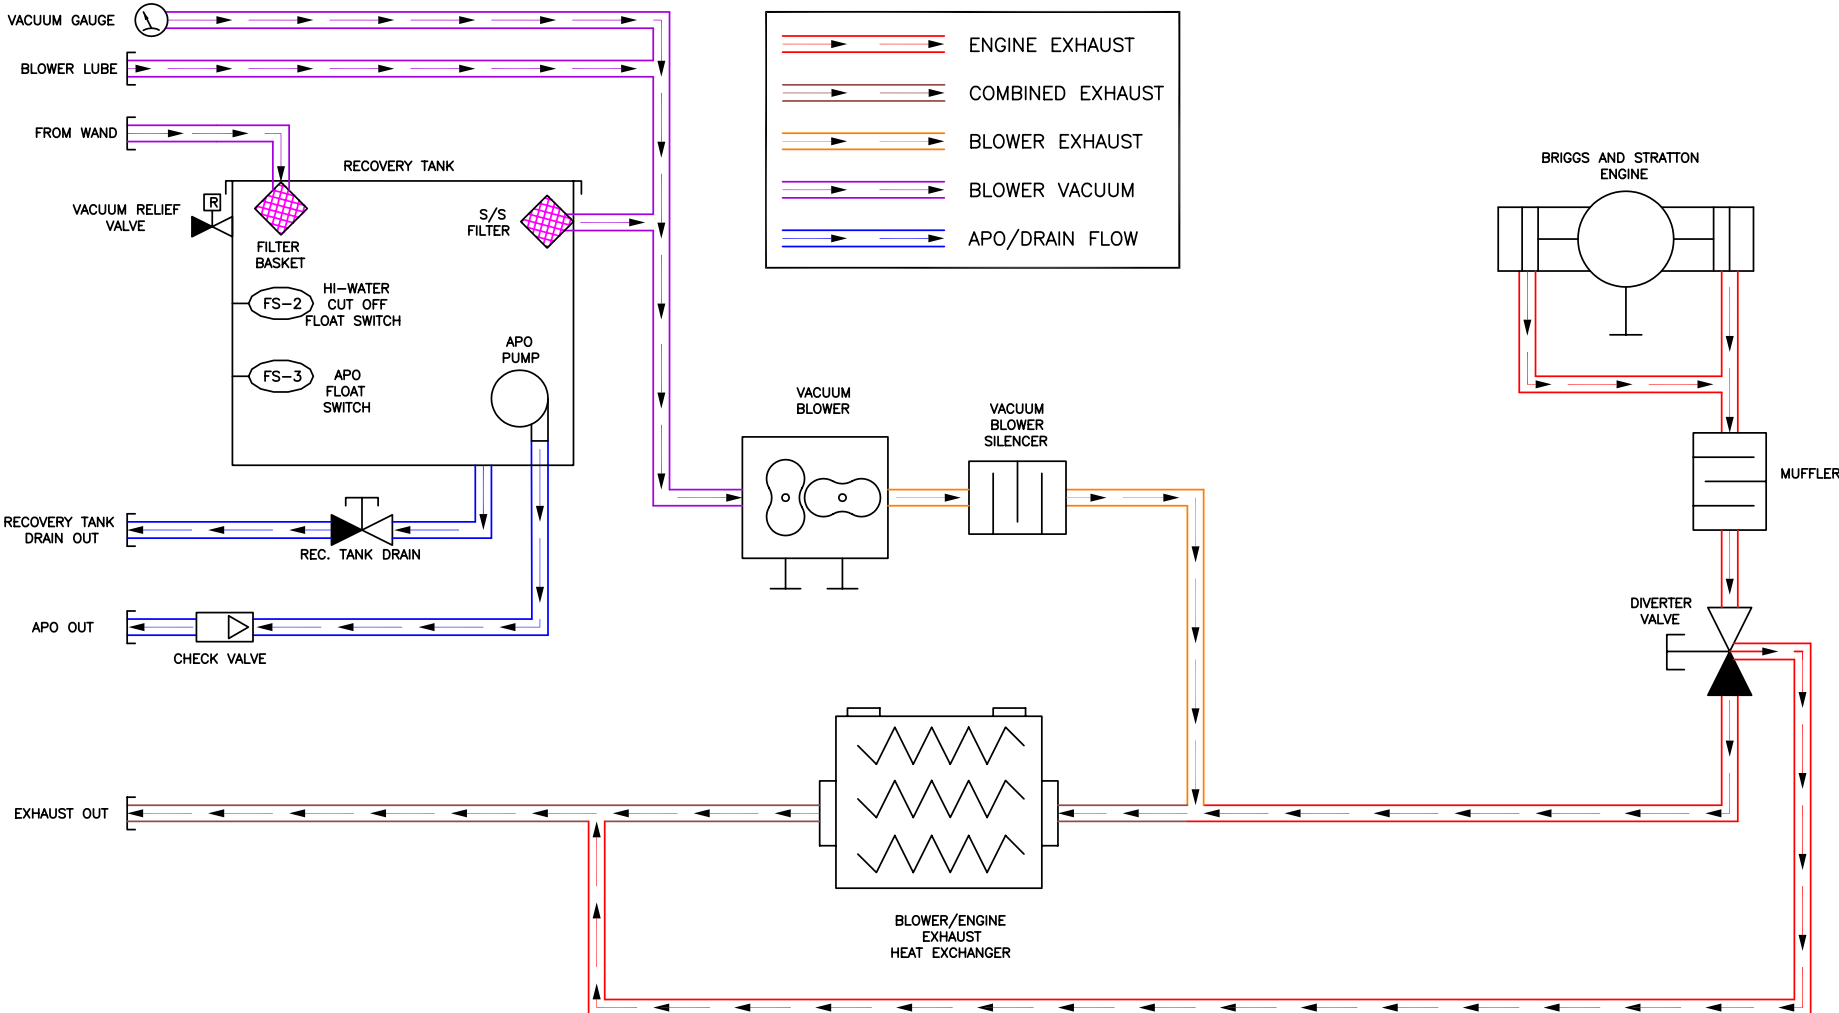 VACUUM GAUGE
BLOWER LUBE
FROM WAND
RECOVERY TANK
VACUUM RELIEF
VALVE
R
FILTER
BASKET
S/S
FILTER
FS-2
HI-WATER
CUT OFF
FLOAT SWITCH
FS-3
APO
FLOAT
SWITCH
APO
PUMP
RECOVERY TANK
DRAIN OUT
REC. TANK DRAIN
APO OUT
CHECK VALVE
EXHAUST OUT
ENGINE EXHAUST
COMBINED EXHAUST
BLOWER EXHAUST
BLOWER VACUUM
APO/DRAIN FLOW
VACUUM
BLOWER
VACUUM
BLOWER
SILENCER
BRIGGS AND STRATTON
ENGINE
MUFFLER
DIVERTER
VALVE
BLOWER/ENGINE
EXHAUST
HEAT EXCHANGER